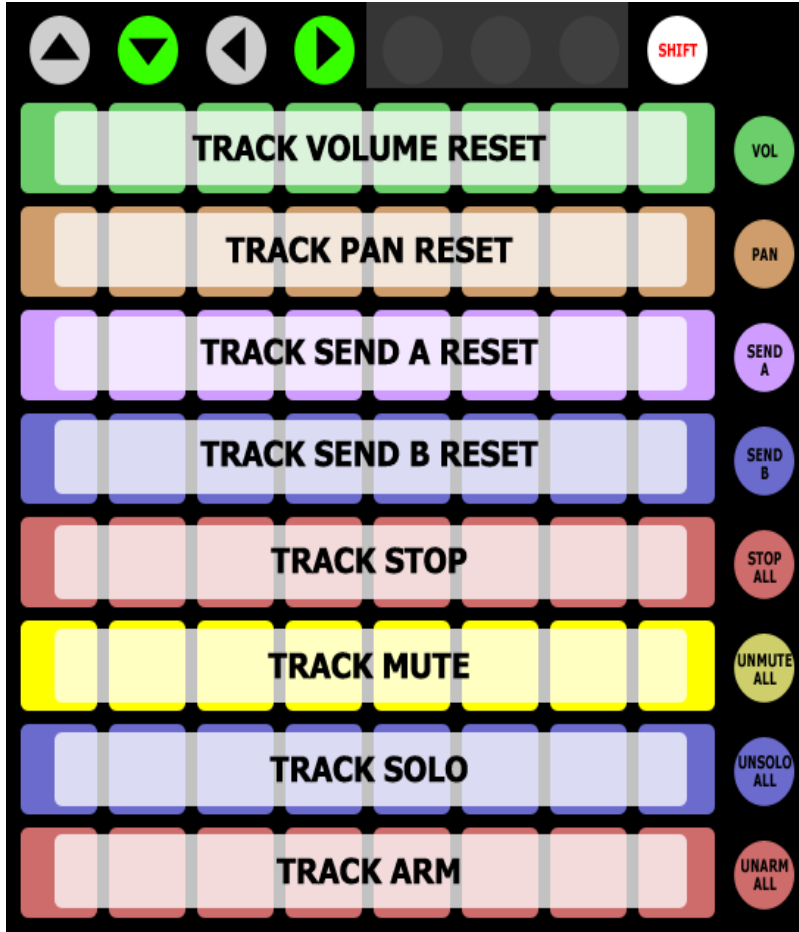 SHIFT
TRACK VOLUME RESET
VOL
TRACK PAN RESET
PAN
TRACK SEND A RESET
SEND
A
TRACK SEND B RESET
SEND
B
TRACK STOP
STOP
ALL
TRACK MUTE
UNMUTE
ALL
TRACK SOLO
UNSOLO
ALL
TRACK ARM
UNARM
ALL